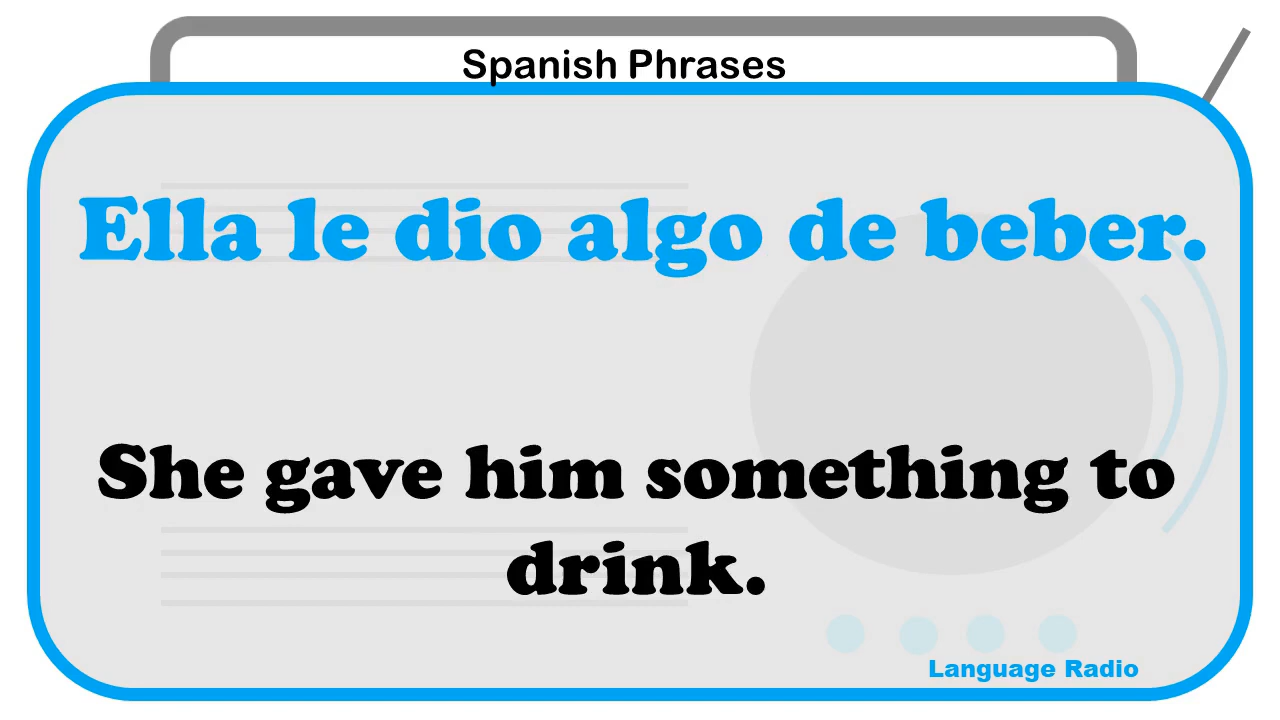 Spanish Phrases
Ella le dio algo de beber.
She gave him something to
drink.
Language Radio